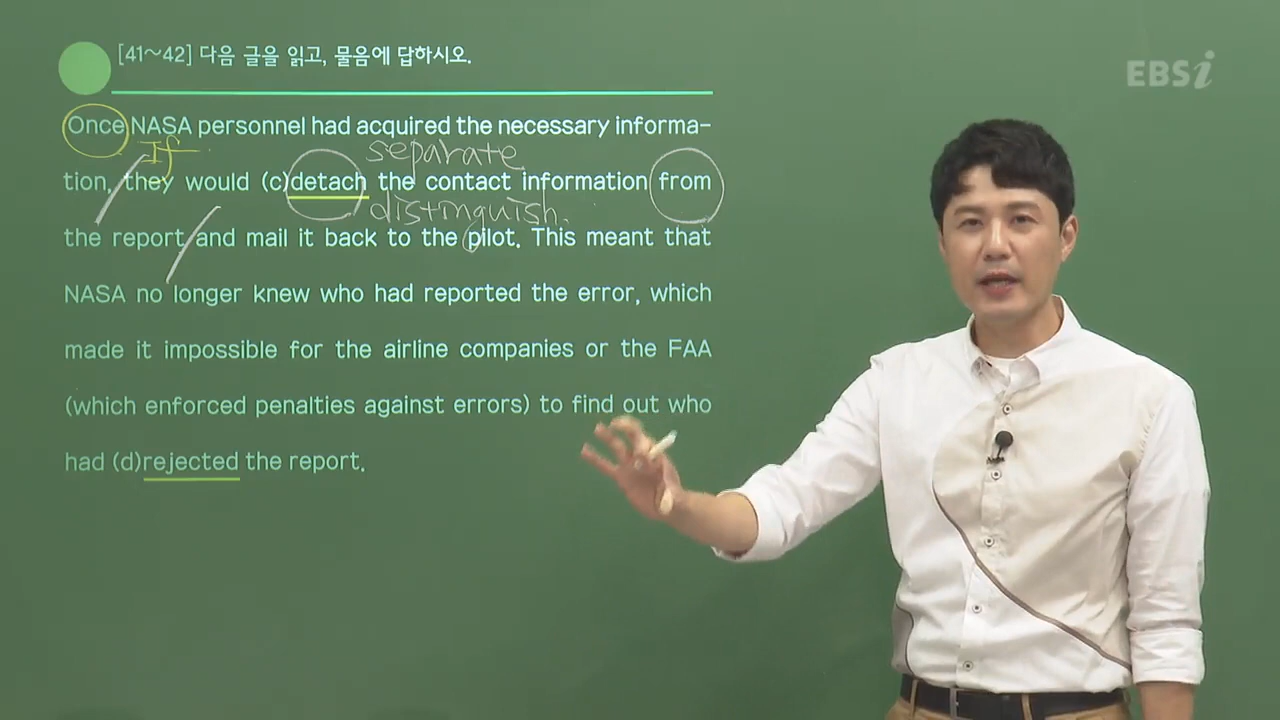 [41~42] 다음 글을 읽고, 물음에 답하시오.
EBSi
Once NASA personnel had acquired the necessary informa-
If
separate
tion, they would (c)detach the contact information from
distinguish.
the report and mail it back to the pilot. This meant that
NASA no longer knew who had reported the error, which
made it impossible for the airline companies or the FAA
(which enforced penalties against errors) to find out who
had (d)rejected the report.